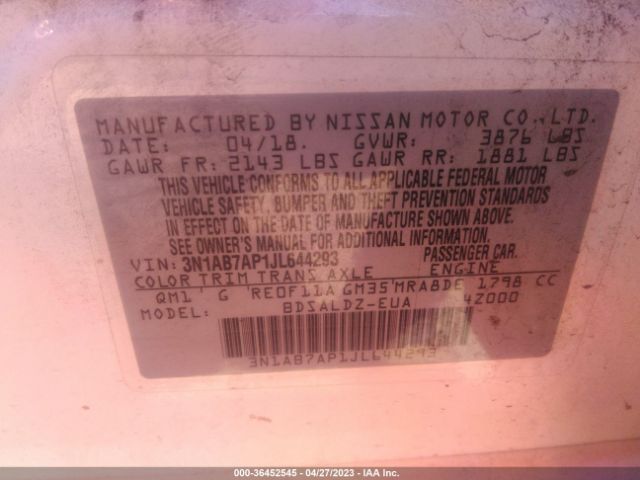 MANUFACTURED BY NISSAN MOTOR CO., LTD.
DATE: 04/18. GVWR: 3876 LBS
GAWR FR: 2143 LBS GAWR RR: 1881 LBS
THIS VEHICLE CONFORMS TO ALL APPLICABLE FEDERAL MOTOR
VEHICLE SAFETY, BUMPER AND THEFT PREVENTION STANDARDS
IN EFFECT ON THE DATE OF MANUFACTURE SHOWN ABOVE.
SEE OWNER'S MANUAL FOR ADDITIONAL INFORMATION.
VIN: 3N1AB7AP1JL644293 PASSENGER CAR.
COLOR TRIM TRANS AXLE ENGINE
QM1 G RE0F11A GM35 MRA8DE 1798 CC
MODEL: BDSALDZ-EUA 4Z000
3N1AB7AP1JL644293
000-36452545 - 04/27/2023 - IAA Inc.